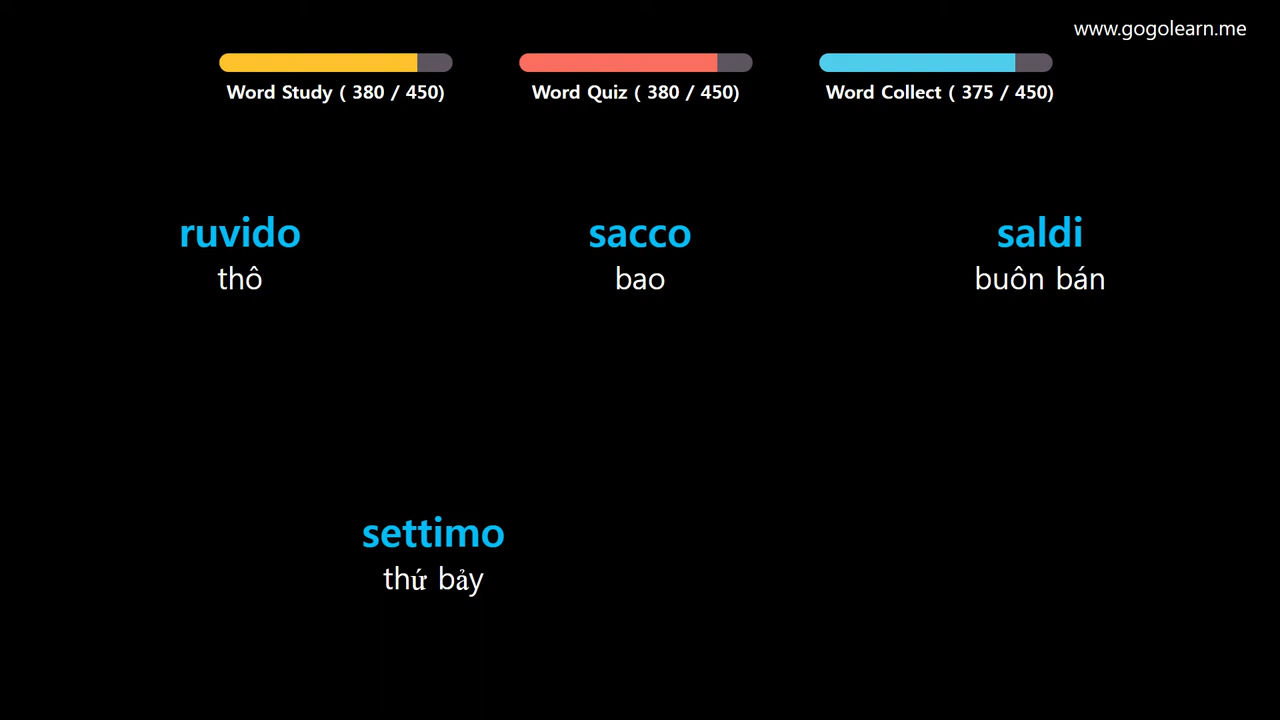 www.gogolearn.me
Word Study ( 380 / 450)
Word Quiz ( 380 / 450)
Word Collect ( 375 / 450)
ruvido
thô
sacco
bao
saldi
buôn bán
settimo
thứ bảy